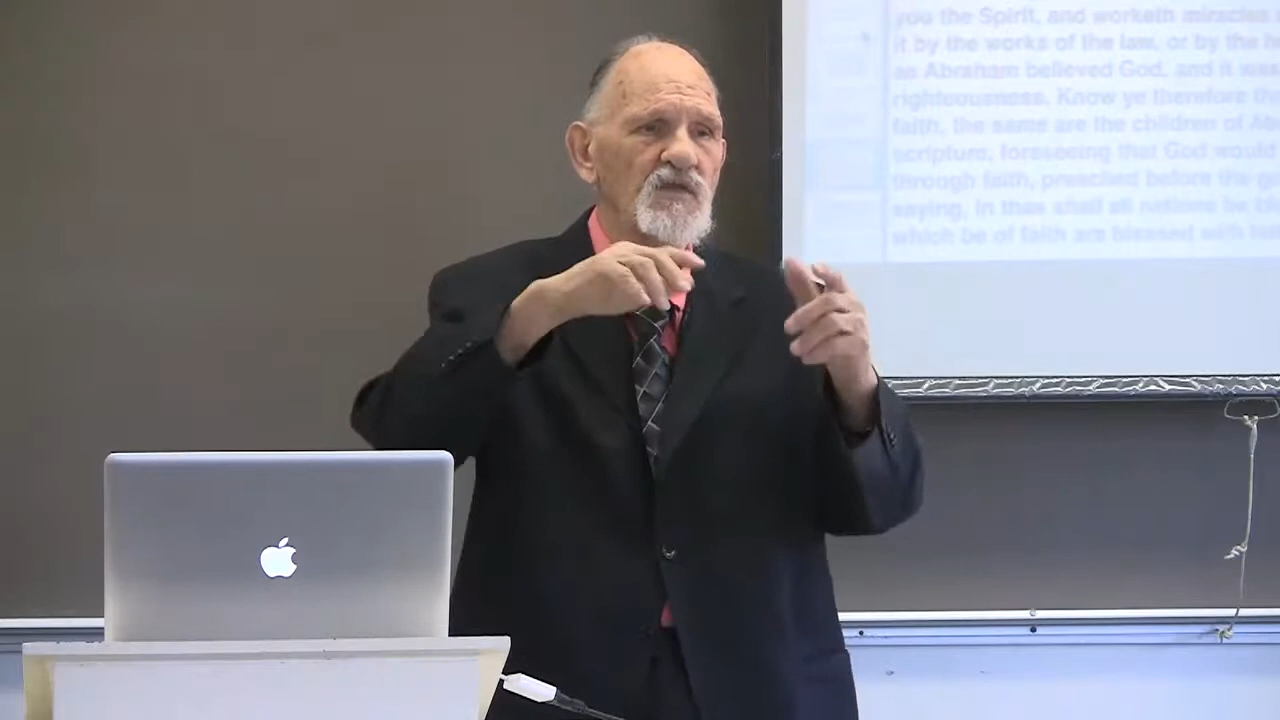 you the Spirit, and worketh miracles
it by the works of the law, or by the
as Abraham believed God, and it was
righteousness. Know ye therefore
faith, the same are the children of
scripture, foreseeing that God would
through faith, preached before the
saying, In thee shall all nations be
which be of faith are blessed with